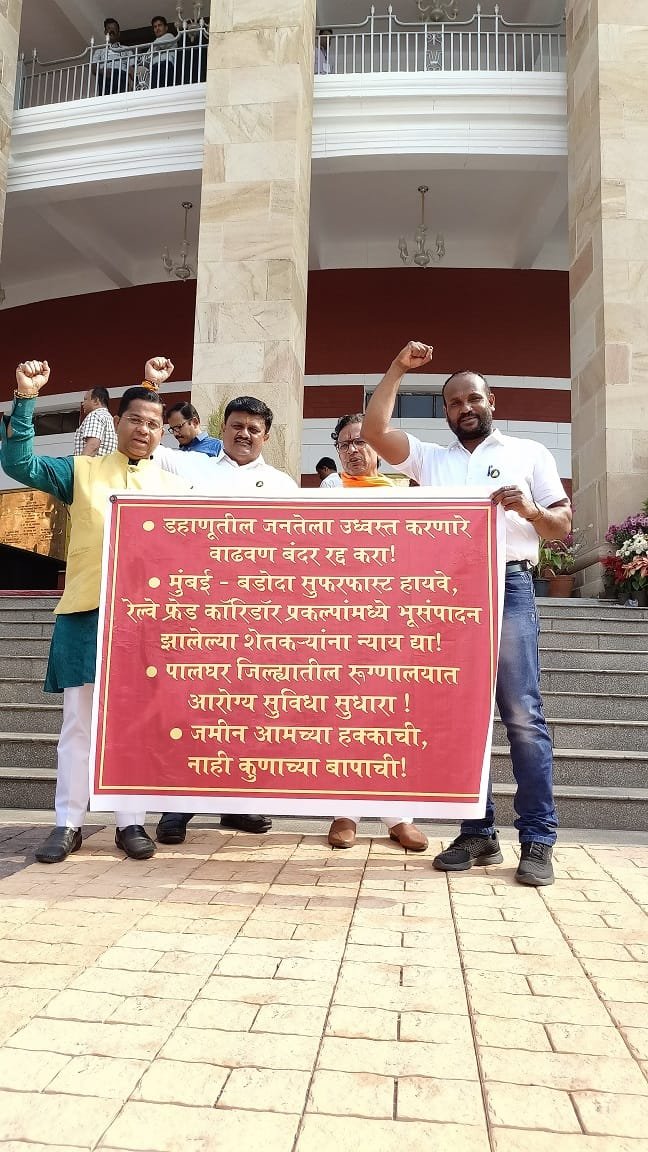 • डहाणूतील जनतेला उध्वस्त करणारे
वाढवण बंदर रद्द करा!
• मुंबई - बडोदा सुफरफास्ट हायवे,
रेल्वे फ्रेड कॉरिडॉर प्रकल्पांमध्ये भूसंपादन
झालेल्या शेतकऱ्यांना न्याय द्या!
• पालघर जिल्ह्यातील रूग्णालयात
आरोग्य सुविधा सुधारा !
• जमीन आमच्या हक्काची,
नाही कुणाच्या बापाची!